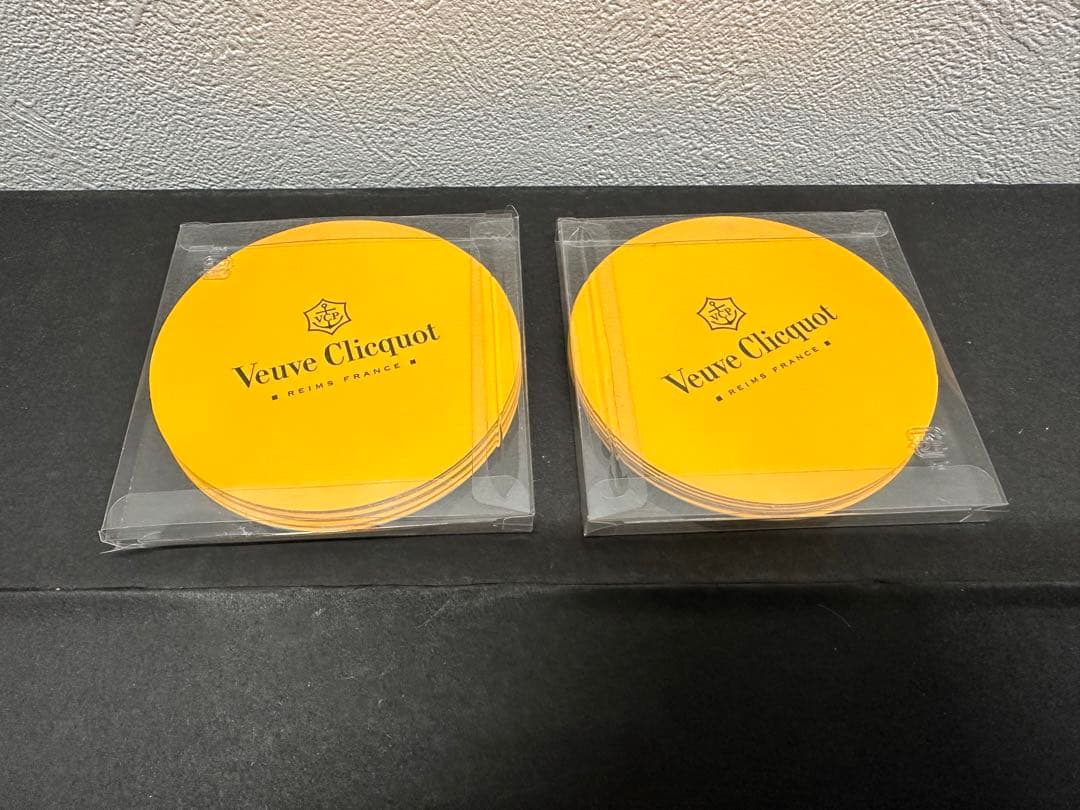 VCP
Veuve Clicquot
▪ REIMS FRANCE ▪
VCP
Veuve Clicquot
▪ REIMS FRANCE ▪